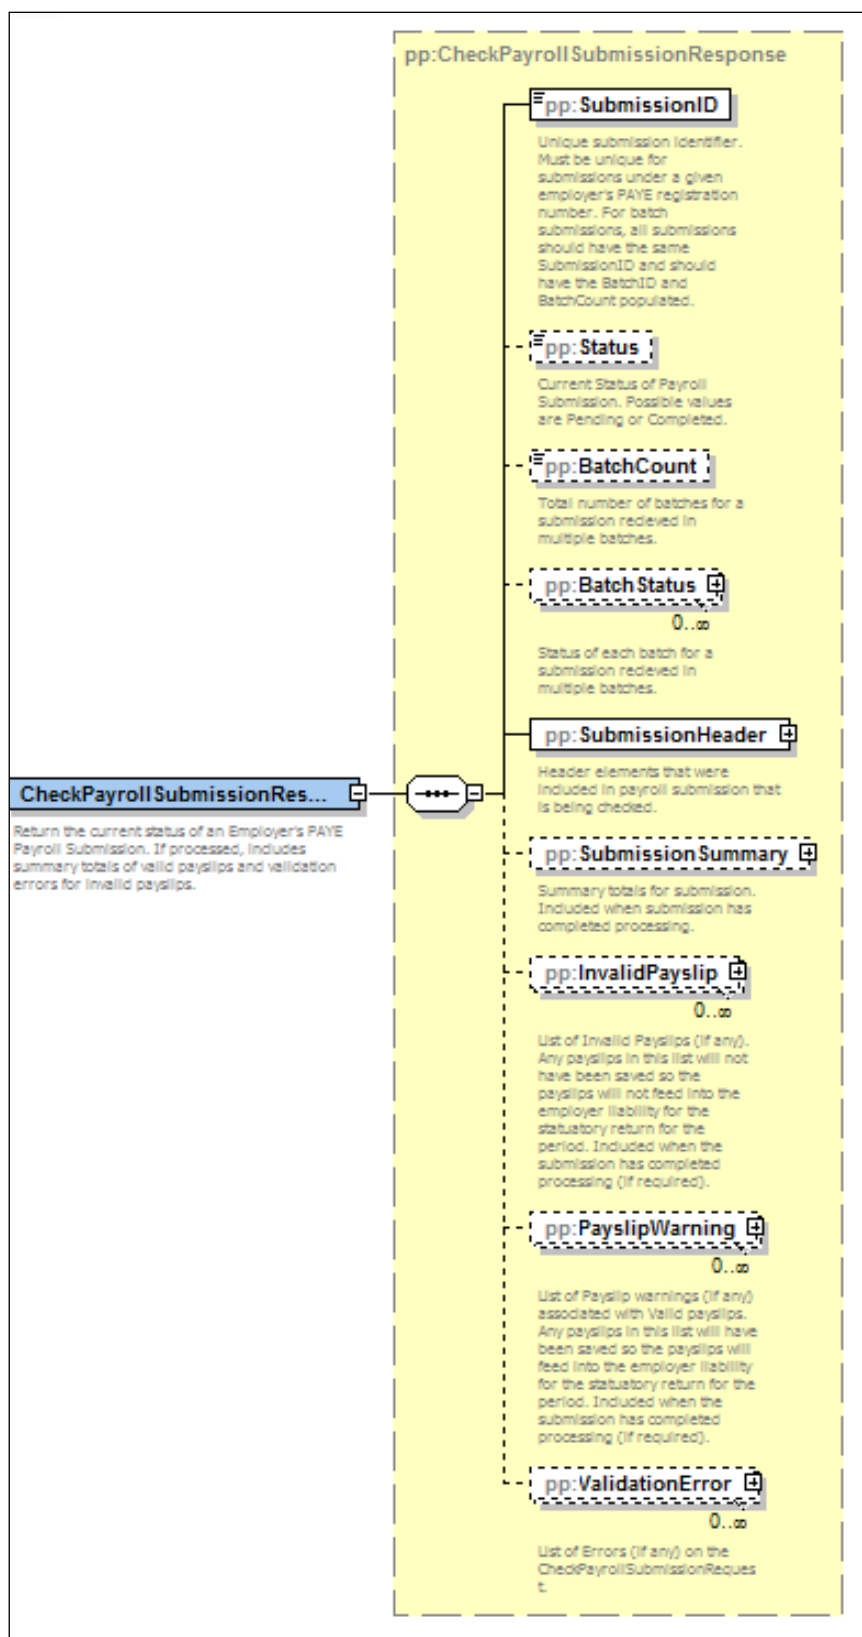 pp:CheckPayrollSubmissionResponse
pp:SubmissionID
Unique submission identifier.
Must be unique for
submissions under a given
employer's PAYE registration
number. For batch
submissions, all submissions
should have the same
SubmissionID and should
have the BatchID and
BatchCount populated.
pp:Status
Current Status of Payroll
Submission. Possible values
are Pending or Completed.
pp:BatchCount
Total number of batches for a
submission recieved in
multiple batches.
pp:BatchStatus
0..∞
Status of each batch for a
submission recieved in
multiple batches.
pp:SubmissionHeader
Header elements that were
included in payroll submission that
is being checked.
CheckPayrollSubmissionRes...
Return the current status of an Employer's PAYE
Payroll Submission. If processed, includes
summary totals of valid payslips and validation
errors for invalid payslips.
pp:SubmissionSummary
Summary totals for submission.
Included when submission has
completed processing.
pp:InvalidPayslip
0..∞
List of Invalid Payslips (if any).
Any payslips in this list will not
have been saved so the
payslips will not feed into the
employer liability for the
statuatory return for the
period. Included when the
submission has completed
processing (if required).
pp:PayslipWarning
0..∞
List of Payslip warnings (if any)
associated with Valid payslips.
Any payslips in this list will have
been saved so the payslips will
feed into the employer liability
for the statuatory return for the
period. Included when the
submission has completed
processing (if required).
pp:ValidationError
0..∞
List of Errors (if any) on the
CheckPayrollSubmissionReques
t.